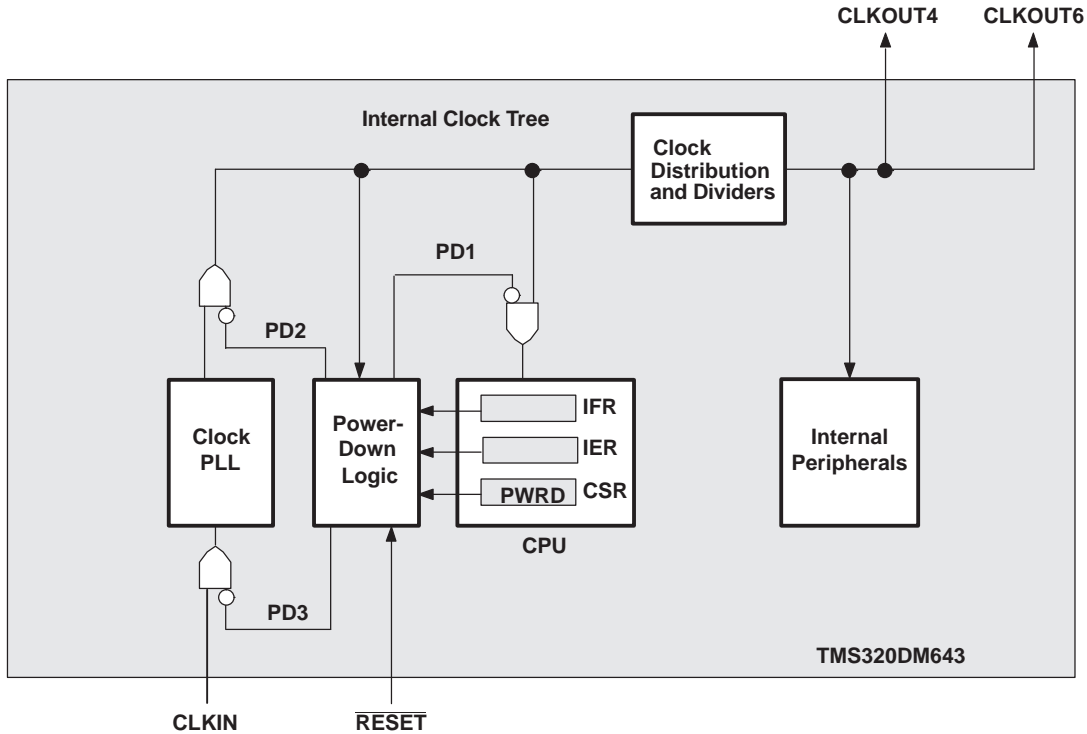 CLKOUT4 CLKOUT6
Internal Clock Tree
Clock
Distribution
and Dividers
PD1
PD2
Clock
PLL
Power-
Down
Logic
IFR
IER
PWRD CSR
CPU
Internal
Peripherals
PD3
TMS320DM643
CLKIN
RESET